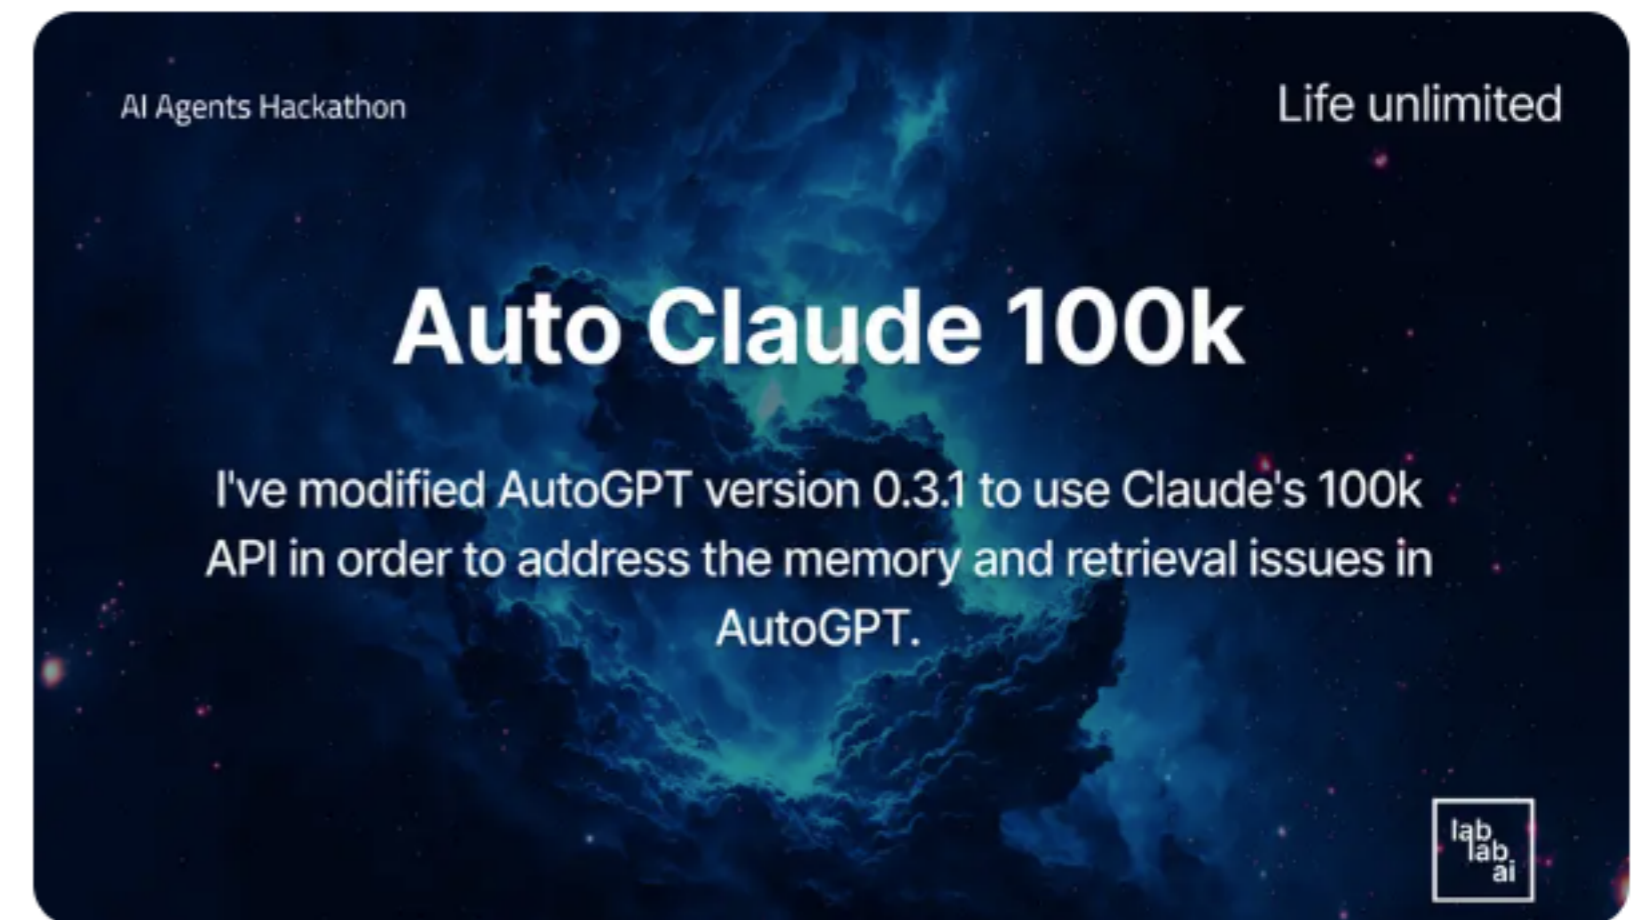 AI Agents Hackathon
Life unlimited
Auto Claude 100k
I've modified AutoGPT version 0.3.1 to use Claude's 100k
API in order to address the memory and retrieval issues in
AutoGPT.
lab
lab
ai